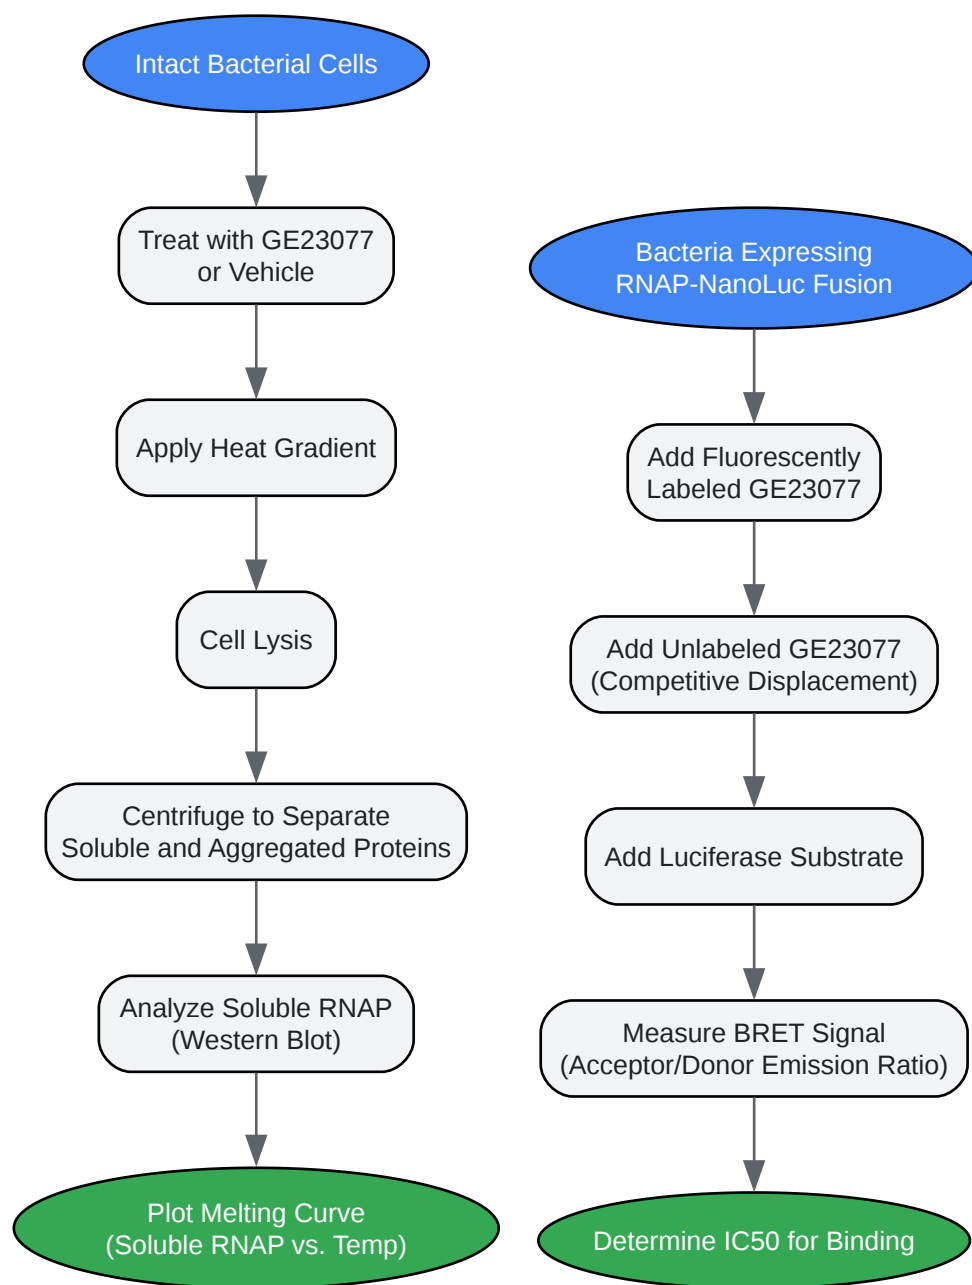 Intact Bacterial Cells
Treat with GE23077
or Vehicle
Apply Heat Gradient
Cell Lysis
Centrifuge to Separate
Soluble and Aggregated Proteins
Analyze Soluble RNAP
(Western Blot)
Plot Melting Curve
(Soluble RNAP vs. Temp)
Bacteria Expressing
RNAP-NanoLuc Fusion
Add Fluorescently
Labeled GE23077
Add Unlabeled GE23077
(Competitive Displacement)
Add Luciferase Substrate
Measure BRET Signal
(Acceptor/Donor Emission Ratio)
Determine IC50 for Binding